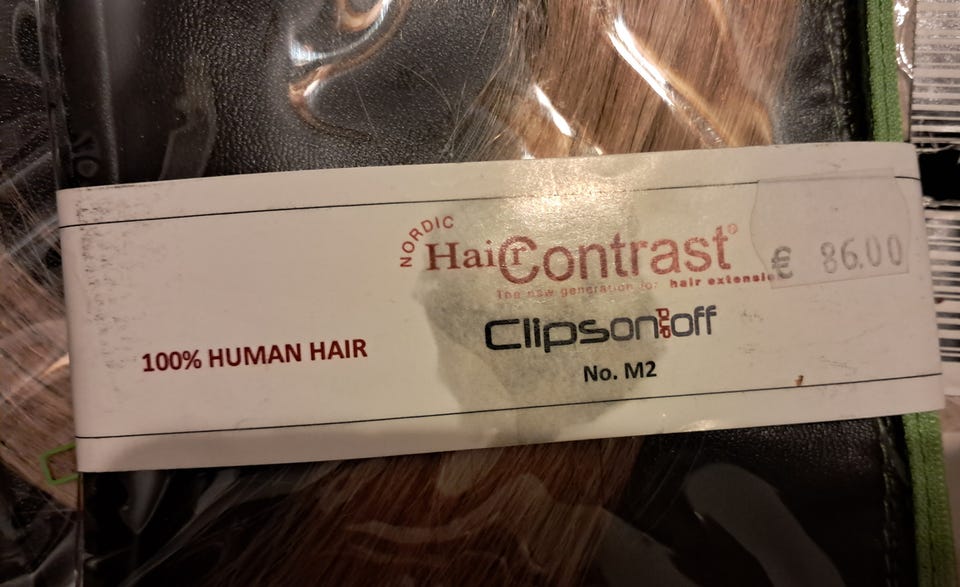 NORDIC
HairContrast®
The new generation for hair extensio
€ 86.00
Clipsonandoff
100% HUMAN HAIR
No. M2